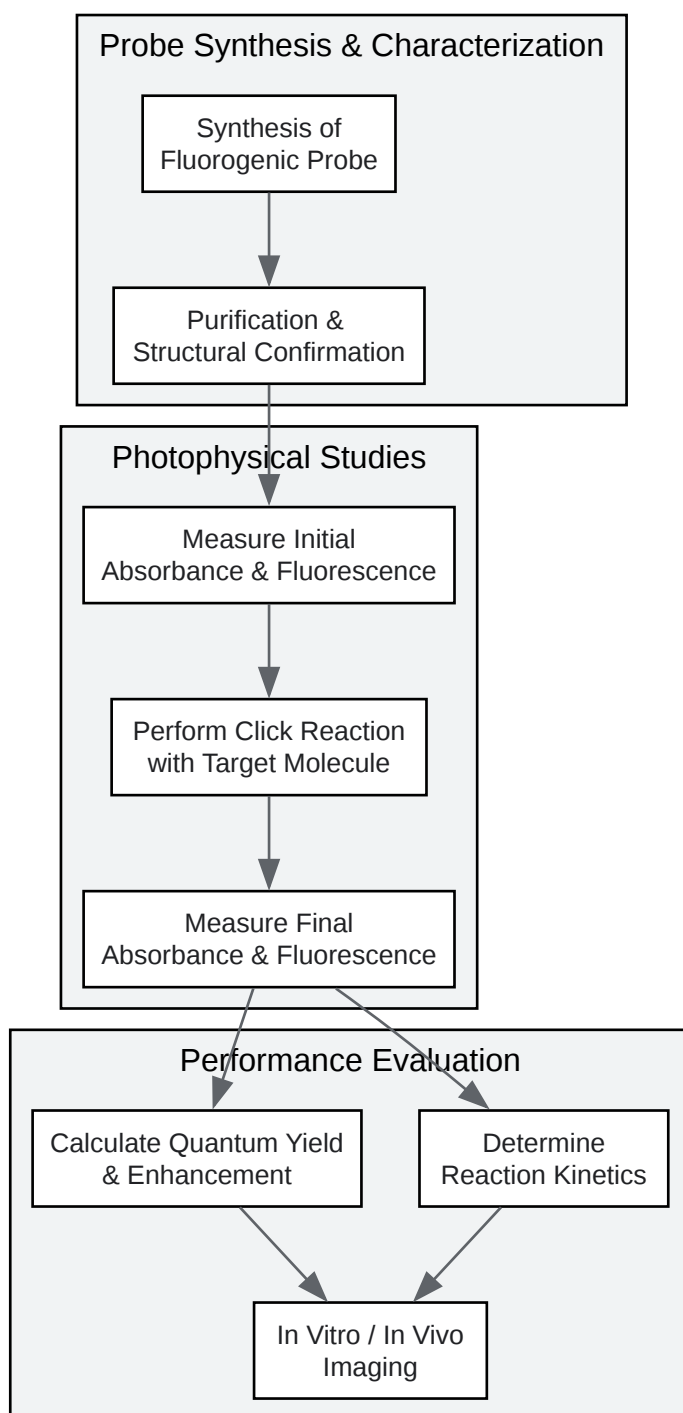 Probe Synthesis & Characterization
Synthesis of
Fluorogenic Probe
Purification &
Structural Confirmation
Photophysical Studies
Measure Initial
Absorbance & Fluorescence
Perform Click Reaction
with Target Molecule
Measure Final
Absorbance & Fluorescence
Performance Evaluation
Calculate Quantum Yield
& Enhancement
Determine
Reaction Kinetics
In Vitro / In Vivo
Imaging